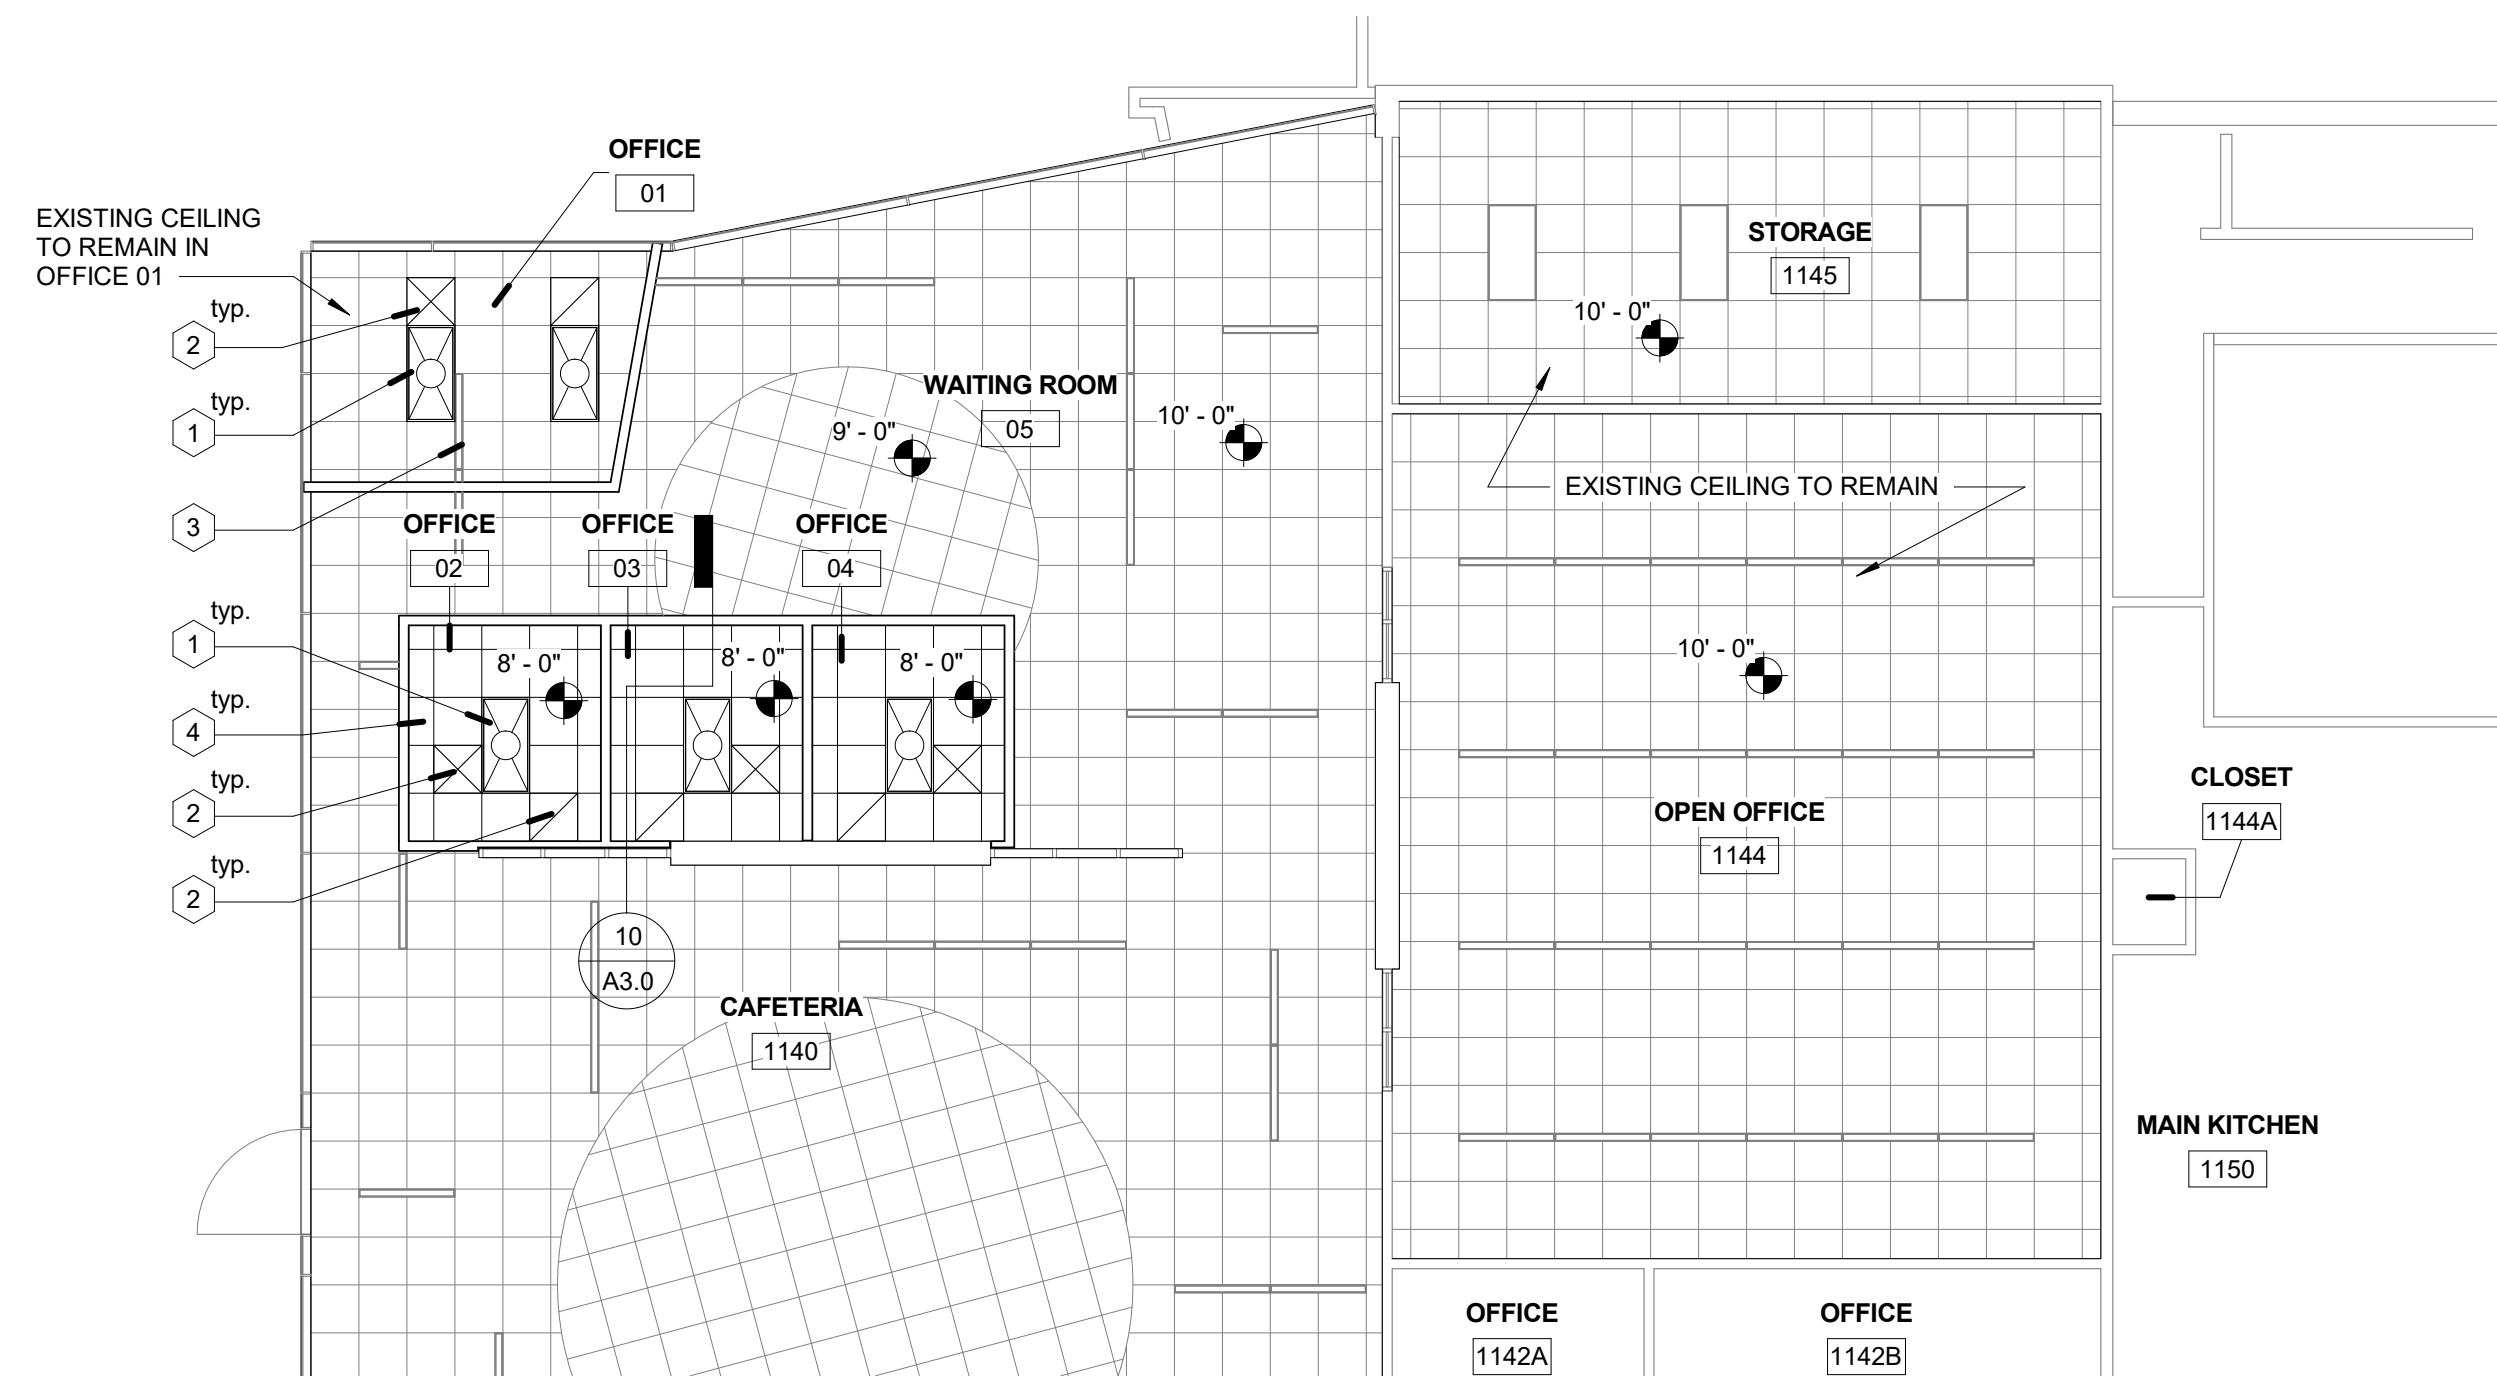 OFFICE
01
EXISTING CEILING
TO REMAIN IN
OFFICE 01
typ.
2
typ.
1
3
STORAGE
1145
10' - 0"
WAITING ROOM
05
9' - 0"
10' - 0"
EXISTING CEILING TO REMAIN
OFFICE
02
OFFICE
03
OFFICE
04
typ.
1
typ.
4
typ.
2
typ.
2
8' - 0"
8' - 0"
8' - 0"
10' - 0"
OPEN OFFICE
1144
CLOSET
1144A
10
A3.0
CAFETERIA
1140
MAIN KITCHEN
1150
OFFICE
1142A
OFFICE
1142B